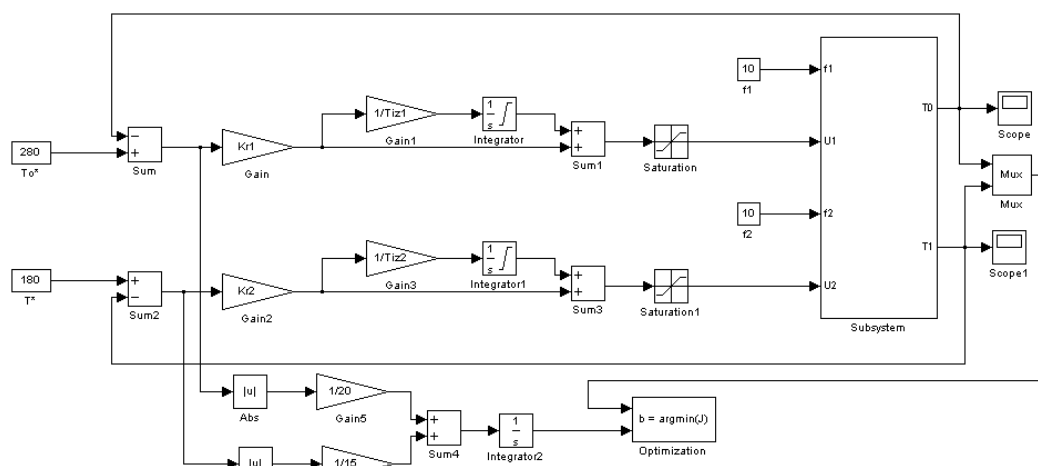 280
To*
−
+
Sum
Kr1
Gain
1/Tiz1
Gain1
1
s
Integrator
+
+
Sum1
Saturation
10
f1
f1
U1
f2
U2
T0
T1
Subsystem
10
f2
Scope
Mux
Mux
Scope1
180
T*
+
−
Sum2
Kr2
Gain2
1/Tiz2
Gain3
1
s
Integrator1
+
+
Sum3
Saturation1
|u|
Abs
1/20
Gain5
|u|
1/15
+
+
Sum4
1
s
Integrator2
b = argmin(J)
Optimization